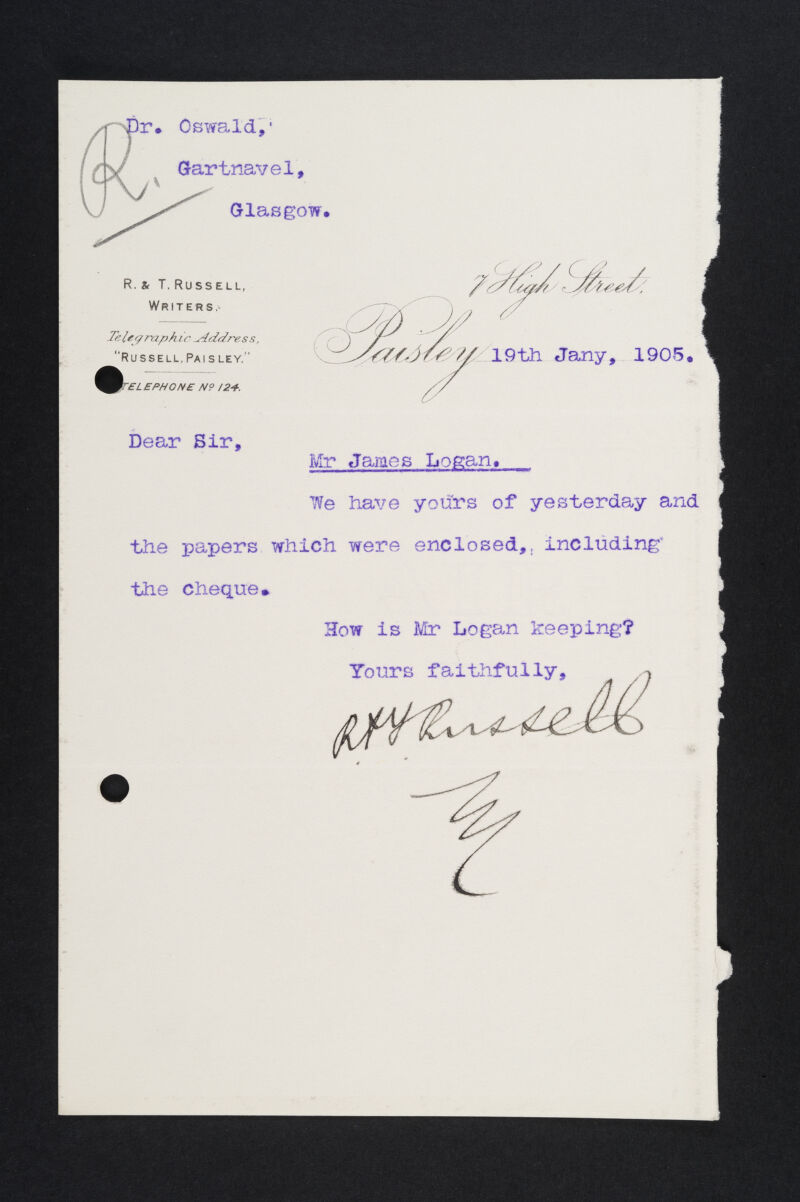 Dr. Oswald,
R.
Gartnavel,
Glasgow.
R. & T. RUSSELL,
WRITERS.
Telegraphic Address,
"RUSSELL, PAISLEY."
TELEPHONE No 124.
7 High Street.
Paisley 19th Jany, 1905.
Dear Sir,
Mr James Logan.
We have yours of yesterday and
the papers which were enclosed, including
the cheque.
How is Mr Logan keeping?
Yours faithfully,
R & T Russell